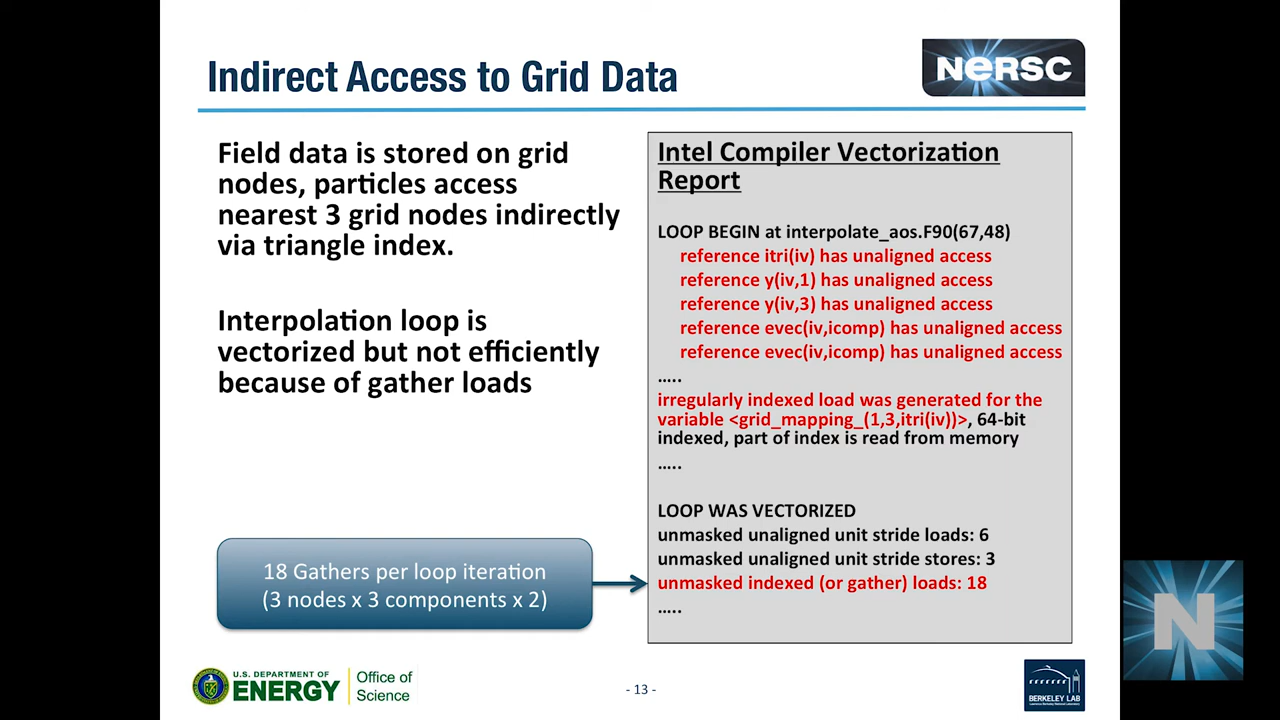 Indirect Access to Grid Data
NERSC
Field data is stored on grid
nodes, particles access
nearest 3 grid nodes indirectly
via triangle index.
Interpolation loop is
vectorized but not efficiently
because of gather loads
18 Gathers per loop iteration
(3 nodes x 3 components x 2)
Intel Compiler Vectorization
Report
LOOP BEGIN at interpolate_aos.F90(67,48)
reference itri(iv) has unaligned access
reference y(iv,1) has unaligned access
reference y(iv,3) has unaligned access
reference evec(iv,icomp) has unaligned access
reference evec(iv,icomp) has unaligned access
…..
irregularly indexed load was generated for the
variable <grid_mapping_(1,3,itri(iv))>, 64-bit
indexed, part of index is read from memory
…..
LOOP WAS VECTORIZED
unmasked unaligned unit stride loads: 6
unmasked unaligned unit stride stores: 3
unmasked indexed (or gather) loads: 18
…..
U.S. DEPARTMENT OF
ENERGY
Office of
Science
- 13 -
BERKELEY LAB
N